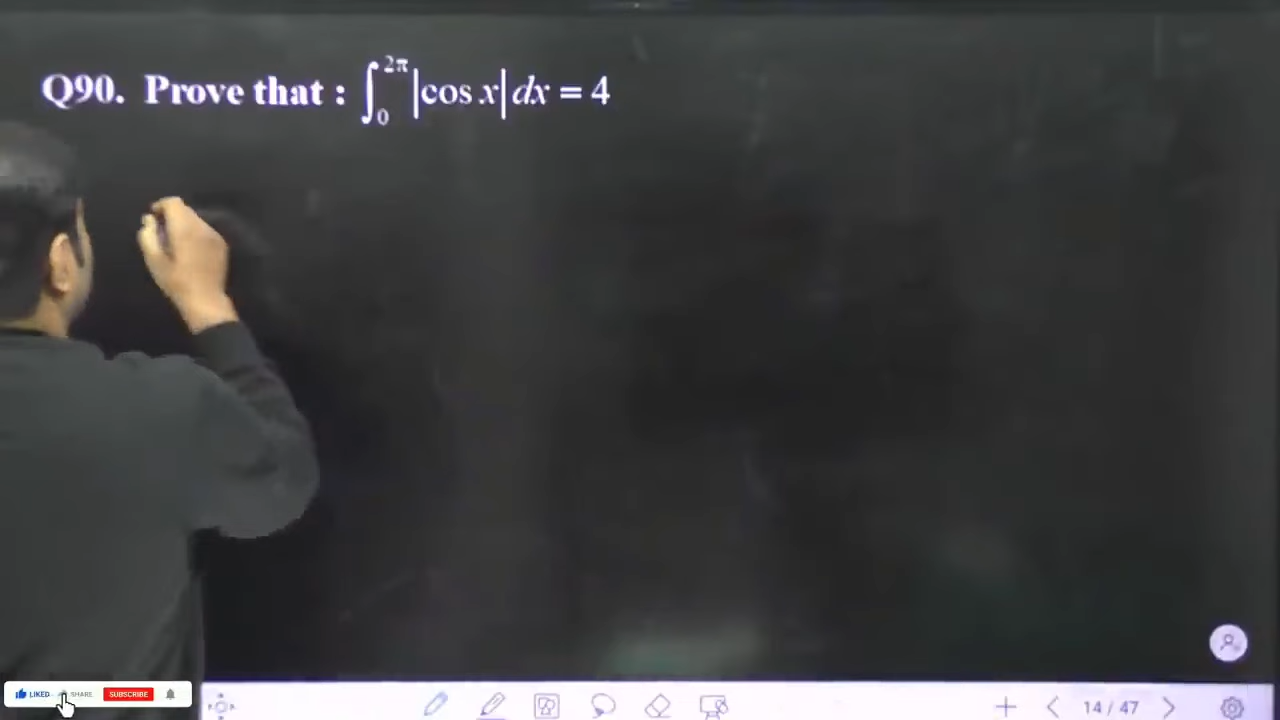 Q90. Prove that : ∫₀^{2π} |cos x| dx = 4
LIKED SHARE SUBSCRIBE
14 / 47